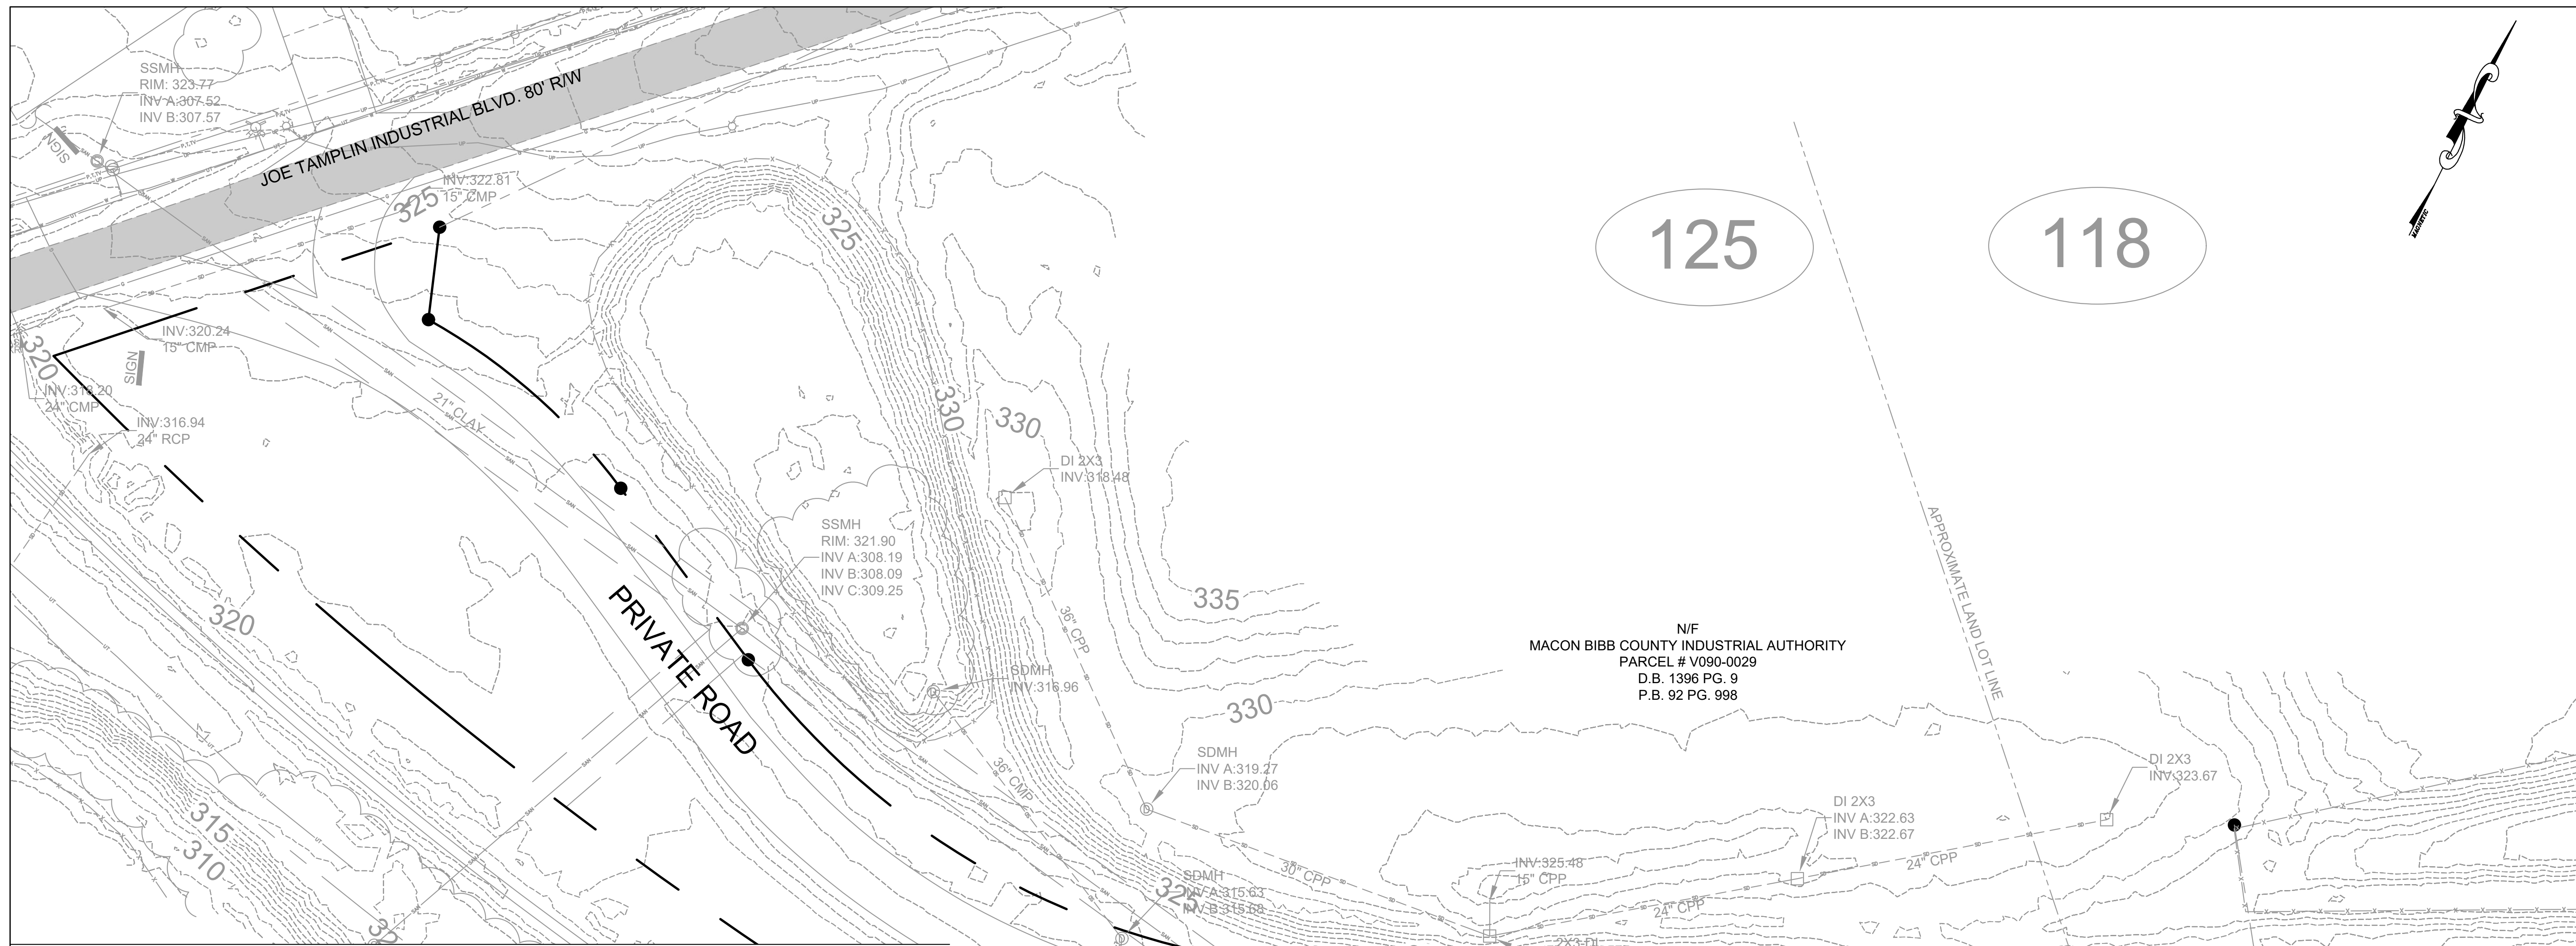 SSMH
RIM: 323.77
INV A:307.52
INV B:307.57
SIGN
JOE TAMPLIN INDUSTRIAL BLVD. 80' R/W
MAGNETIC
INV:322.81
15" CMP
325
325
125
118
INV:320.24
15" CMP
SIGN
320
24" CMP
INV:316.94
24" RCP
21" CLAY
330
330
DI 2X3
INV:318.48
SSMH
RIM: 321.90
INV A:308.19
INV B:308.09
INV C:309.25
APPROXIMATE LAND LOT LINE
320
PRIVATE ROAD
36" CPP
335
N/F
MACON BIBB COUNTY INDUSTRIAL AUTHORITY
PARCEL # V090-0029
D.B. 1396 PG. 9
P.B. 92 PG. 998
SDMH
INV:316.96
330
36" CMP
SDMH
INV A:319.27
INV B:320.06
DI 2X3
INV:323.67
DI 2X3
INV A:322.63
INV B:322.67
315
310
30" CPP
INV:325.48
15" CPP
24" CPP
24" CPP
SDMH
INV A:315.63
INV B:315.68
325
2X3 DI